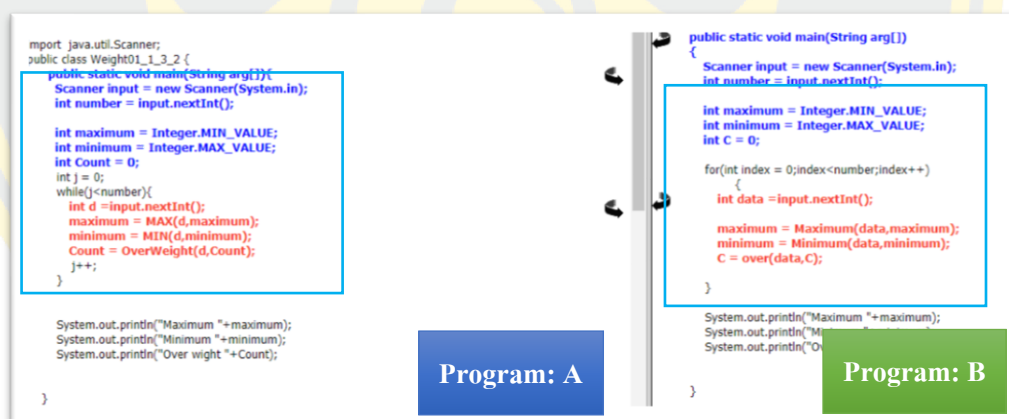 mport java.util.Scanner;
public class Weight01_1_3_2 {
public static void main(String arg[]){
Scanner input = new Scanner(System.in);
int number = input.nextInt();
int maximum = Integer.MIN_VALUE;
int minimum = Integer.MAX_VALUE;
int Count = 0;
int j = 0;
while(j<number){
int d =input.nextInt();
maximum = MAX(d,maximum);
minimum = MIN(d,minimum);
Count = OverWeight(d,Count);
j++;
}
System.out.println("Maximum "+maximum);
System.out.println("Minimum "+minimum);
System.out.println("Over wight "+Count);
}
Program: A
public static void main(String arg[])
{
Scanner input = new Scanner(System.in);
int number = input.nextInt();
int maximum = Integer.MIN_VALUE;
int minimum = Integer.MAX_VALUE;
int C = 0;
for(int index = 0;index<number;index++)
{
int data =input.nextInt();
maximum = Maximum(data,maximum);
minimum = Minimum(data,minimum);
C = over(data,C);
}
System.out.println("Maximum "+maximum);
System.out.println("M
System.out.println("O
}
Program: B